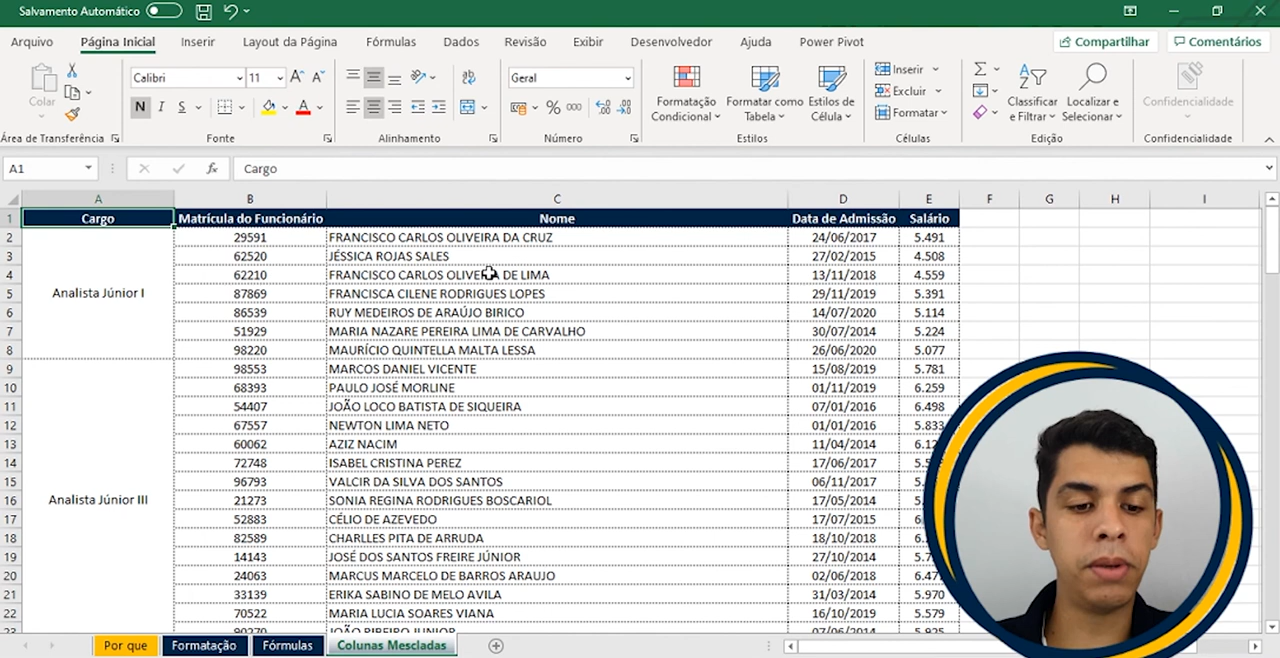 Salvamento Automático
Arquivo Página Inicial Inserir Layout da Página Fórmulas Dados Revisão Exibir Desenvolvedor Ajuda Power Pivot Compartilhar Comentários
Colar Calibri 11 N I S Geral % 000 Formatação Condicional Formatar como Tabela Estilos de Célula Inserir Excluir Formatar Classificar e Filtrar Localizar e Selecionar Confidencialidade
Área de Transferência Fonte Alinhamento Número Estilos Células Edição Confidencialidade
A1 fx Cargo
A B C D E F G H I
1 Cargo Matrícula do Funcionário Nome Data de Admissão Salário
2 29591 FRANCISCO CARLOS OLIVEIRA DA CRUZ 24/06/2017 5.491
3 62520 JÉSSICA ROJAS SALES 27/02/2015 4.508
4 62210 FRANCISCO CARLOS OLIVEIRA DE LIMA 13/11/2018 4.559
5 Analista Júnior I 87869 FRANCISCA CILENE RODRIGUES LOPES 29/11/2019 5.391
6 86539 RUY MEDEIROS DE ARAÚJO BIRICO 14/07/2020 5.114
7 51929 MARIA NAZARE PEREIRA LIMA DE CARVALHO 30/07/2014 5.224
8 98220 MAURÍCIO QUINTELLA MALTA LESSA 26/06/2020 5.077
9 98553 MARCOS DANIEL VICENTE 15/08/2019 5.781
10 68393 PAULO JOSÉ MORLINE 01/11/2019 6.259
11 54407 JOÃO LOCO BATISTA DE SIQUEIRA 07/01/2016 6.498
12 67557 NEWTON LIMA NETO 01/01/2016 5.833
13 60062 AZIZ NACIM 11/04/2014
14 72748 ISABEL CRISTINA PEREZ 17/06/2017
15 96793 VALCIR DA SILVA DOS SANTOS 06/11/2017
16 Analista Júnior III 21273 SONIA REGINA RODRIGUES BOSCARIOL 17/05/2014
17 52883 CÉLIO DE AZEVEDO 17/07/2015
18 82589 CHARLLES PITA DE ARRUDA 18/10/2018
19 14143 JOSÉ DOS SANTOS FREIRE JÚNIOR 27/10/2014
20 24063 MARCUS MARCELO DE BARROS ARAUJO 02/06/2018
21 33139 ERIKA SABINO DE MELO AVILA 31/03/2014 5.970
22 70522 MARIA LUCIA SOARES VIANA 16/10/2019 5.579
23 90270 JOÃO RIBEIRO JUNIOR 07/06/2014 5.925
Por que Formatação Fórmulas Colunas Mescladas